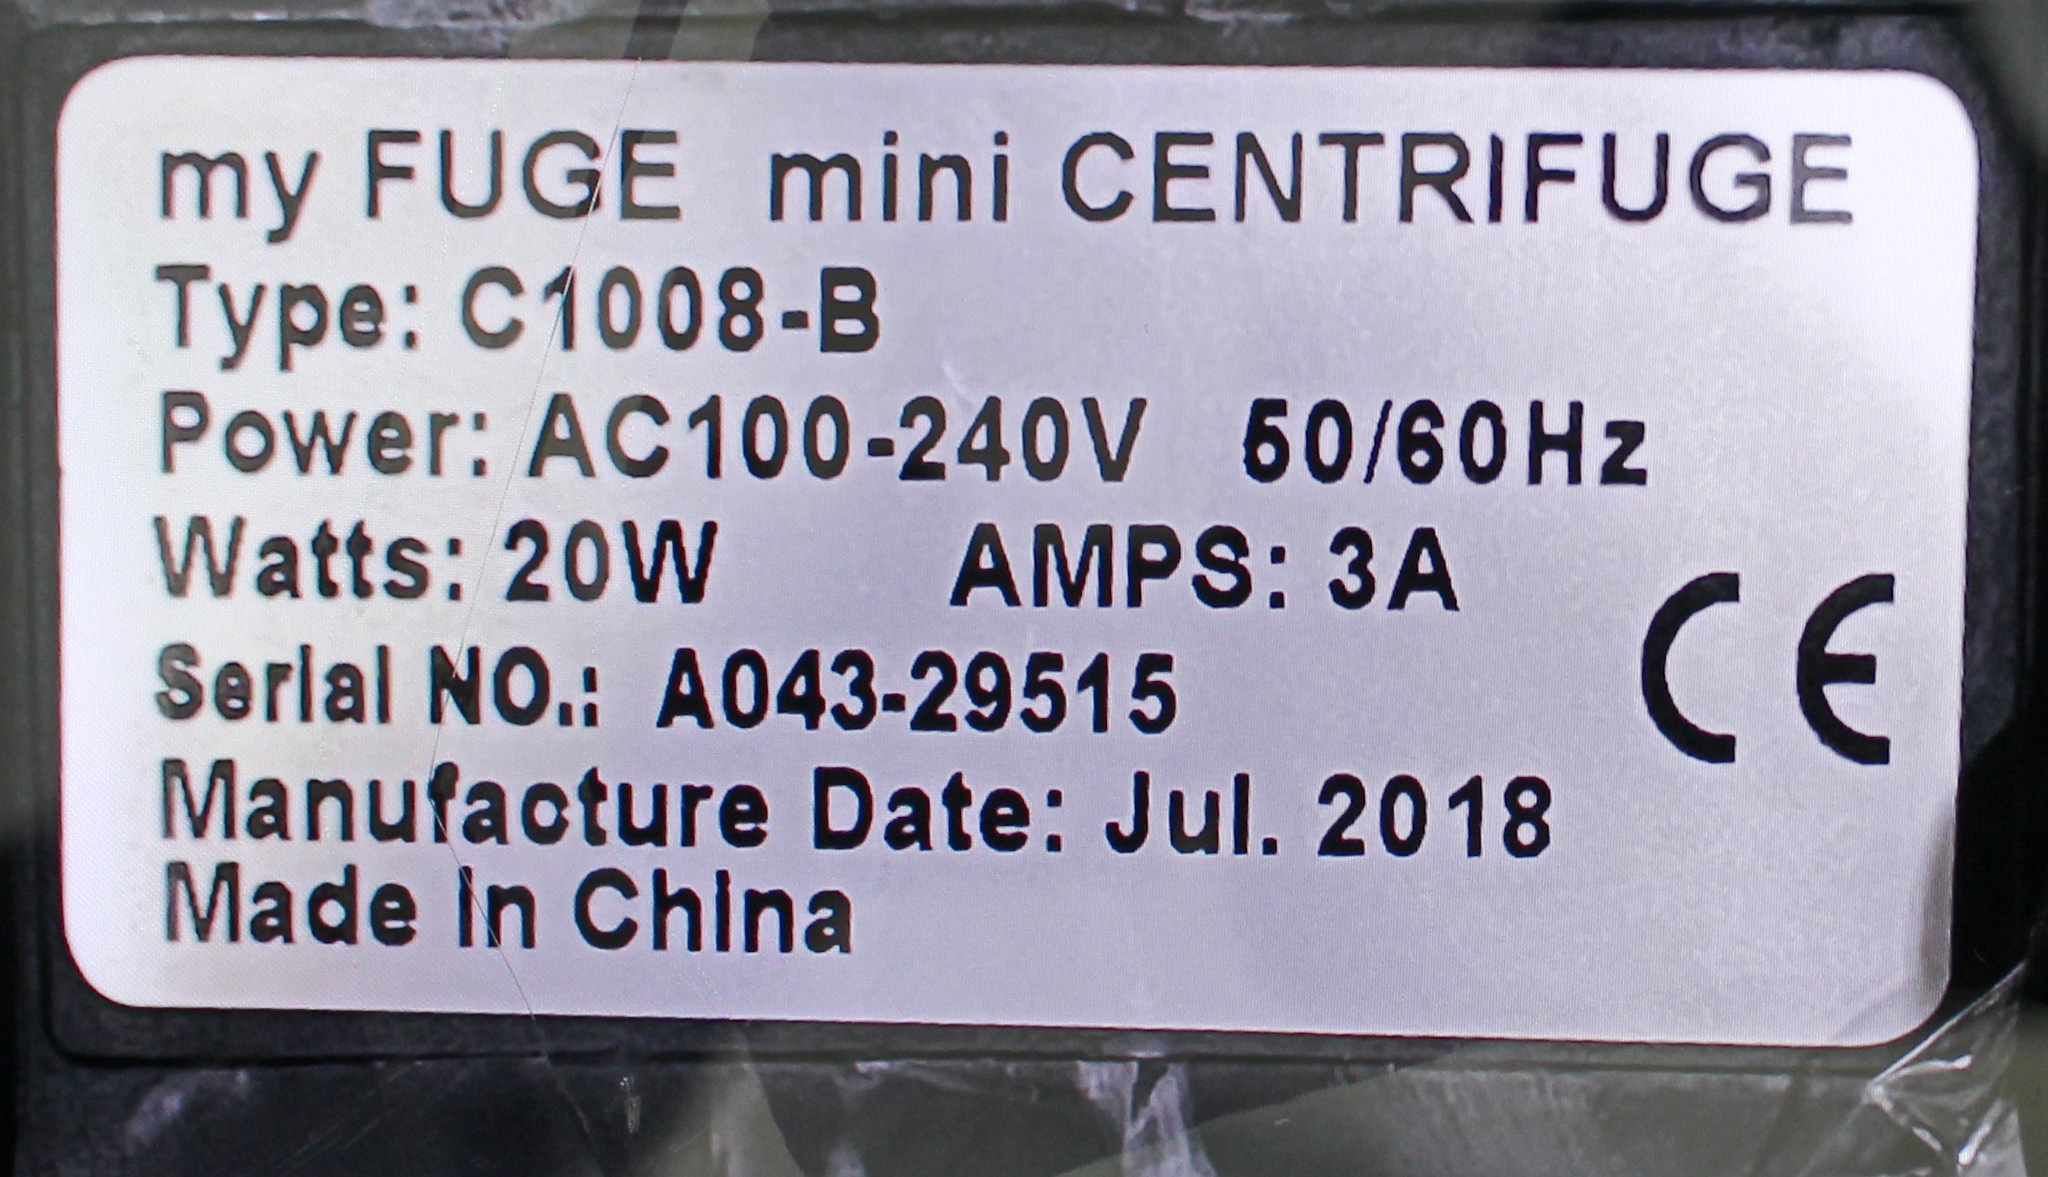 my FUGE mini CENTRIFUGE
Type: C1008-B
Power: AC100-240V 50/60Hz
Watts: 20W AMPS: 3A
Serial NO.: A043-29515
CE
Manufacture Date: Jul. 2018
Made in China